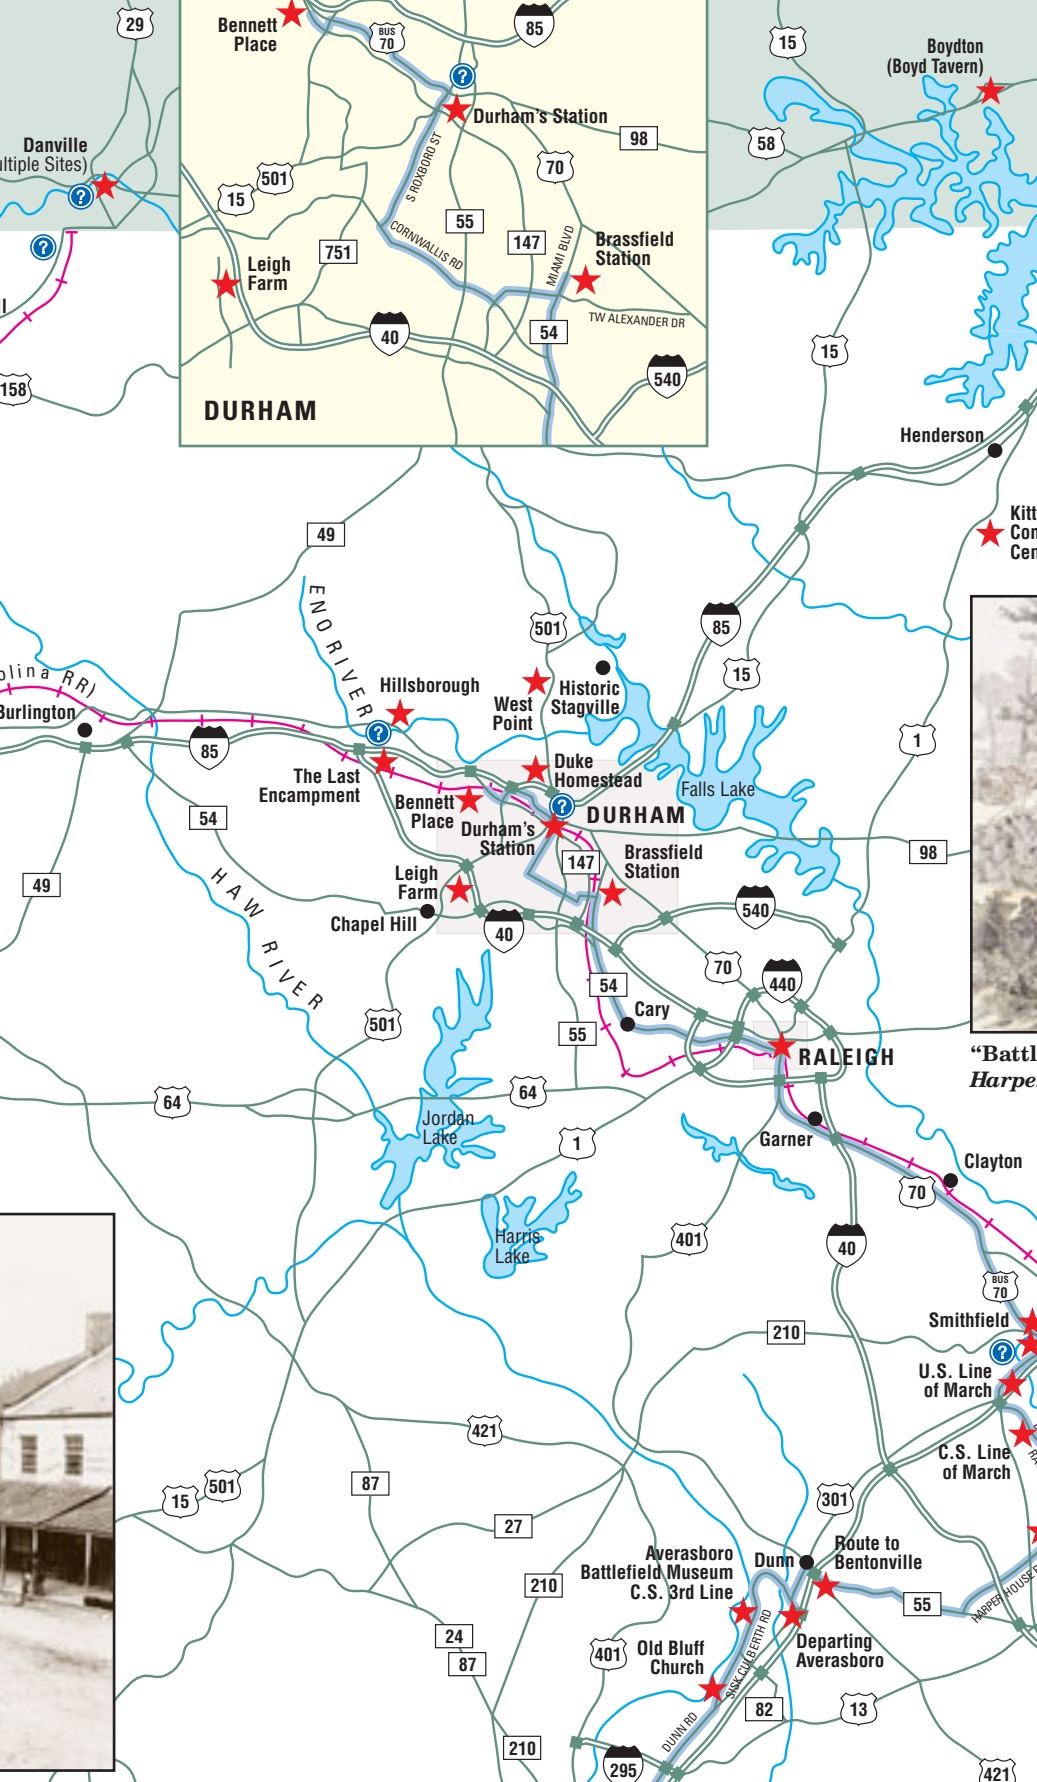 29
Bennett
Place
BUS
70
85
15
Boydton
(Boyd Tavern)
Durham's Station
98
58
Danville
ultiple Sites)
S ROXBORO ST
70
501
15
55
CORNWALLIS RD
147
MIAMI BLVD
Brassfield
Station
751
Leigh
Farm
TW ALEXANDER DR
40
54
15
540
158
DURHAM
Henderson
49
Kitt
Con
Cen
ENO RIVER
501
85
15
olina RR)
Hillsborough
Historic
Stagville
West
Point
Burlington
85
1
The Last
Encampment
Duke
Homestead
Falls Lake
Bennett
Place
DURHAM
54
Durham's
Station
147
Brassfield
Station
98
49
Leigh
Farm
HAW RIVER
Chapel Hill
40
540
70
440
54
Cary
501
55
RALEIGH
"Battl
Harper
64
64
Jordan
Lake
1
Garner
Clayton
70
401
Harris
Lake
40
BUS
70
Smithfield
210
U.S. Line
of March
421
C.S. Line
of March
87
501
15
301
27
Route to
Bentonville
Averasboro
Battlefield Museum
C.S. 3rd Line
Dunn
210
55
HARPER HOUSE
SISK CULBERTH RD
24
87
401
Old Bluff
Church
Departing
Averasboro
82
13
DUNN RD
210
295
421